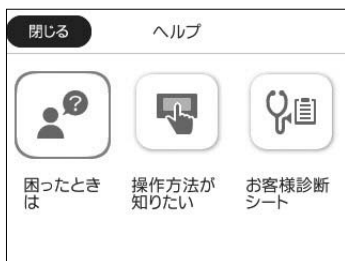 閉じる
ヘルプ
?
困ったとき
は
操作方法が
知りたい
お客様診断
シート